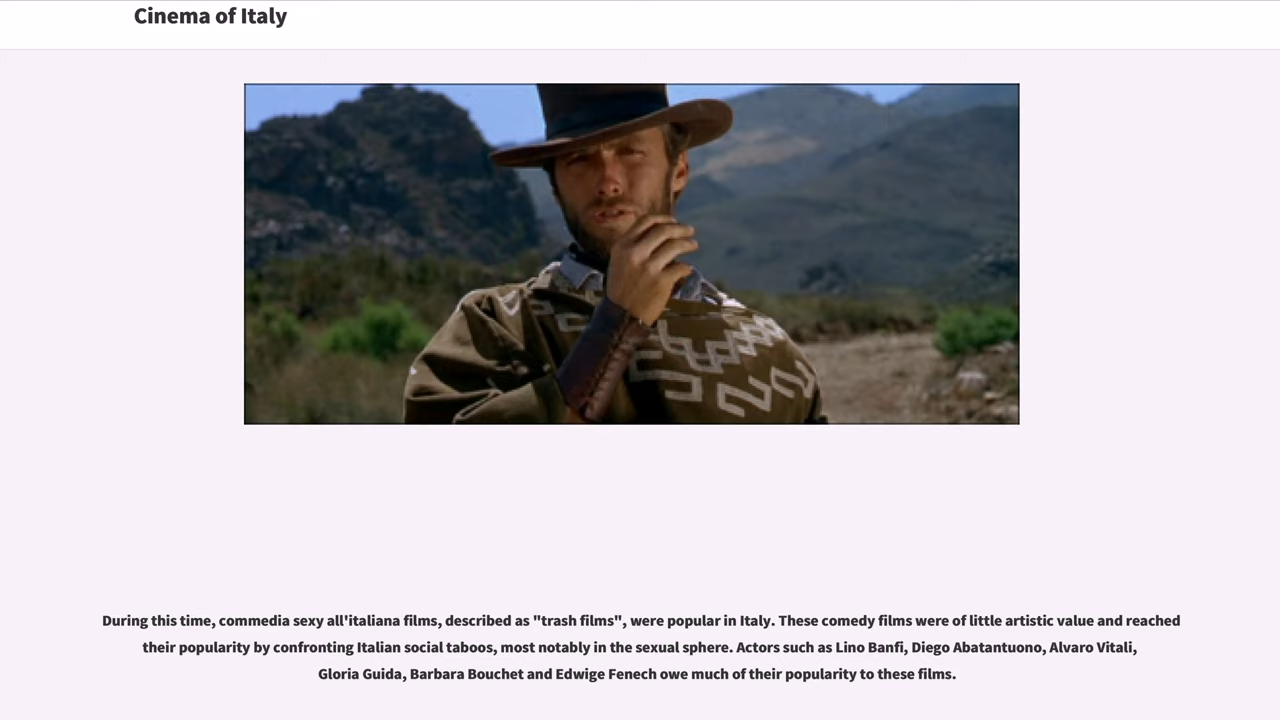 Cinema of Italy
During this time, commedia sexy all'italiana films, described as "trash films", were popular in Italy. These comedy films were of little artistic value and reached
their popularity by confronting Italian social taboos, most notably in the sexual sphere. Actors such as Lino Banfi, Diego Abatantuono, Alvaro Vitali,
Gloria Guida, Barbara Bouchet and Edwige Fenech owe much of their popularity to these films.